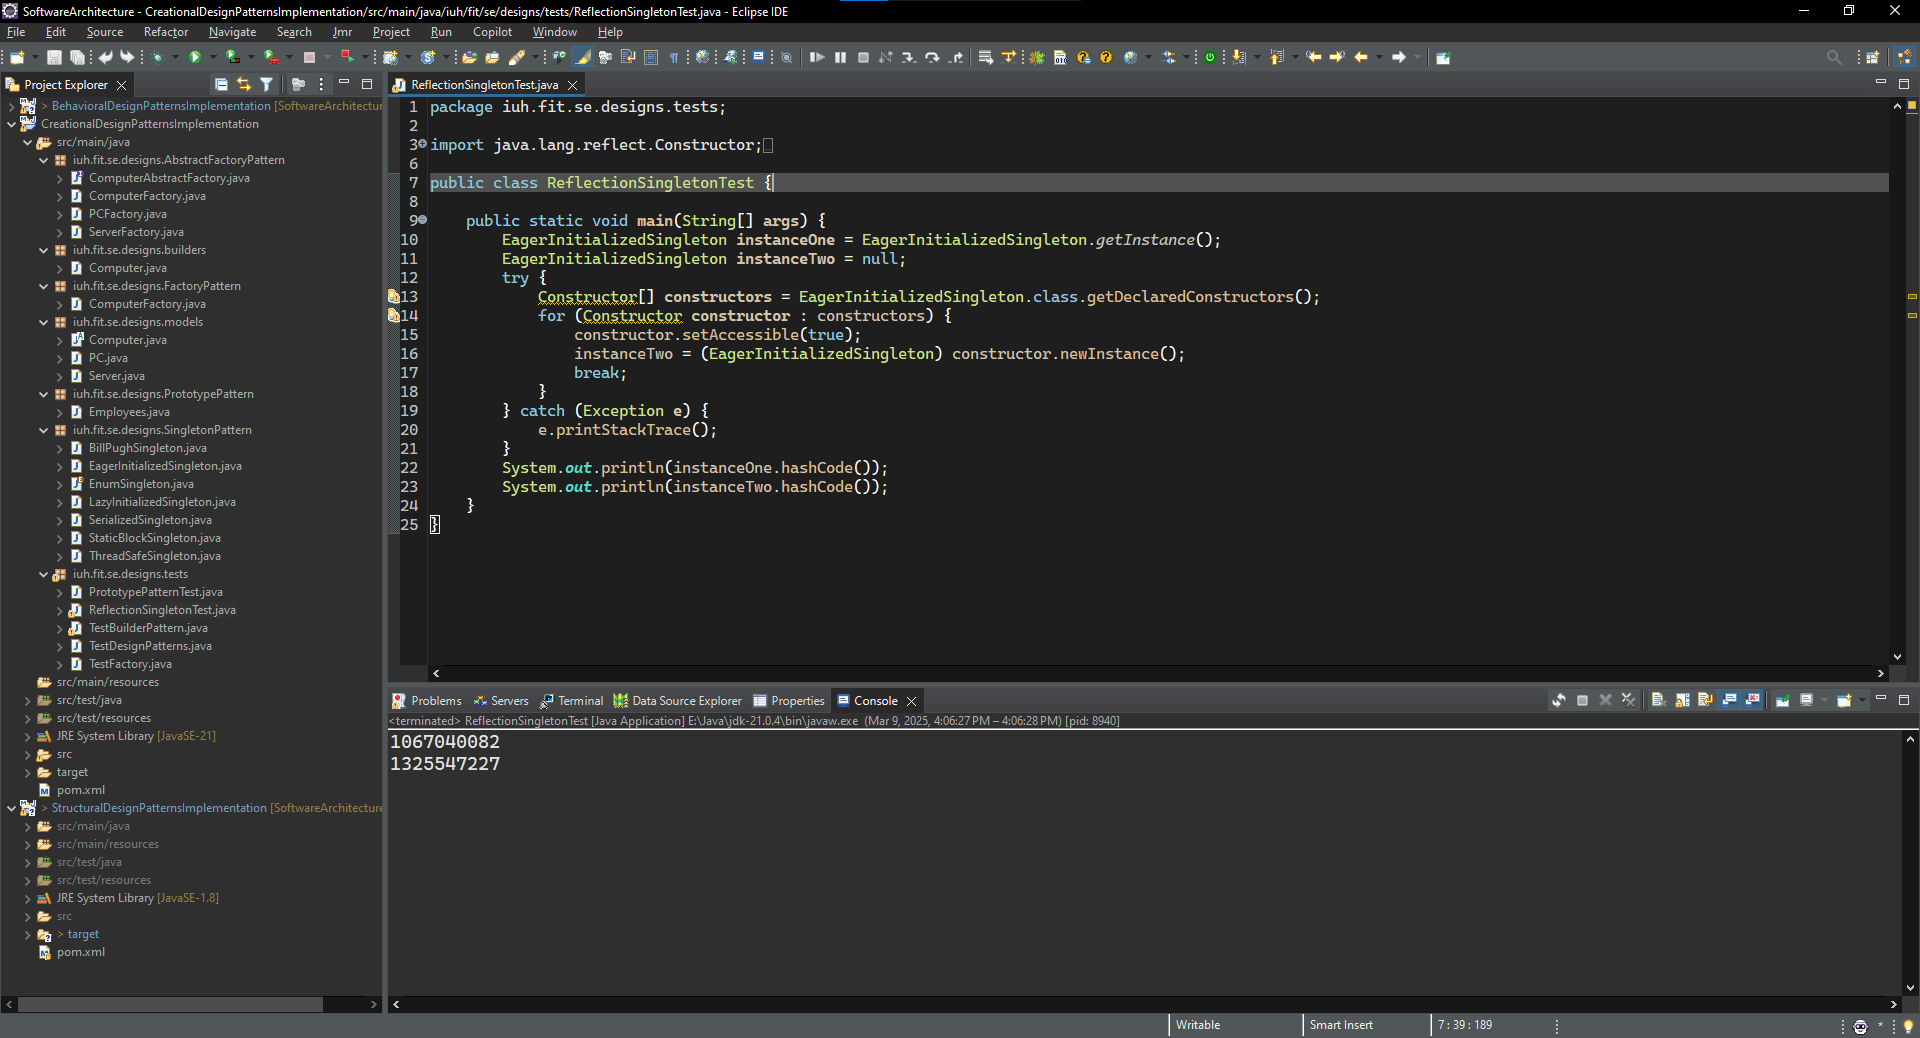 SoftwareArchitecture - CreationalDesignPatternsImplementation/src/main/java/iuh/fit/se/designs/tests/ReflectionSingletonTest.java - Eclipse IDE
File Edit Source Refactor Navigate Search Jmr Project Run Copilot Window Help
Project Explorer
> BehavioralDesignPatternsImplementation [SoftwareArchitectur
CreationalDesignPatternsImplementation
src/main/java
iuh.fit.se.designs.AbstractFactoryPattern
ComputerAbstractFactory.java
ComputerFactory.java
PCFactory.java
ServerFactory.java
iuh.fit.se.designs.builders
Computer.java
iuh.fit.se.designs.FactoryPattern
ComputerFactory.java
iuh.fit.se.designs.models
Computer.java
PC.java
Server.java
iuh.fit.se.designs.PrototypePattern
Employees.java
iuh.fit.se.designs.SingletonPattern
BillPughSingleton.java
EagerInitializedSingleton.java
EnumSingleton.java
LazyInitializedSingleton.java
SerializedSingleton.java
StaticBlockSingleton.java
ThreadSafeSingleton.java
iuh.fit.se.designs.tests
PrototypePatternTest.java
ReflectionSingletonTest.java
TestBuilderPattern.java
TestDesignPatterns.java
TestFactory.java
src/main/resources
src/test/java
src/test/resources
JRE System Library [JavaSE-21]
src
target
pom.xml
> StructuralDesignPatternsImplementation [SoftwareArchitecture
src/main/java
src/main/resources
src/test/java
src/test/resources
JRE System Library [JavaSE-1.8]
src
> target
pom.xml
ReflectionSingletonTest.java
1 package iuh.fit.se.designs.tests;
2
3 import java.lang.reflect.Constructor;
6
7 public class ReflectionSingletonTest {
8
9 public static void main(String[] args) {
10 EagerInitializedSingleton instanceOne = EagerInitializedSingleton.getInstance();
11 EagerInitializedSingleton instanceTwo = null;
12 try {
13 Constructor[] constructors = EagerInitializedSingleton.class.getDeclaredConstructors();
14 for (Constructor constructor : constructors) {
15 constructor.setAccessible(true);
16 instanceTwo = (EagerInitializedSingleton) constructor.newInstance();
17 break;
18 }
19 } catch (Exception e) {
20 e.printStackTrace();
21 }
22 System.out.println(instanceOne.hashCode());
23 System.out.println(instanceTwo.hashCode());
24 }
25 }
Problems Servers Terminal Data Source Explorer Properties Console
<terminated> ReflectionSingletonTest [Java Application] E:\Java\jdk-21.0.4\bin\javaw.exe (Mar 9, 2025, 4:06:27 PM – 4:06:28 PM) [pid: 8940]
1067040082
1325547227
Writable Smart Insert 7 : 39 : 189